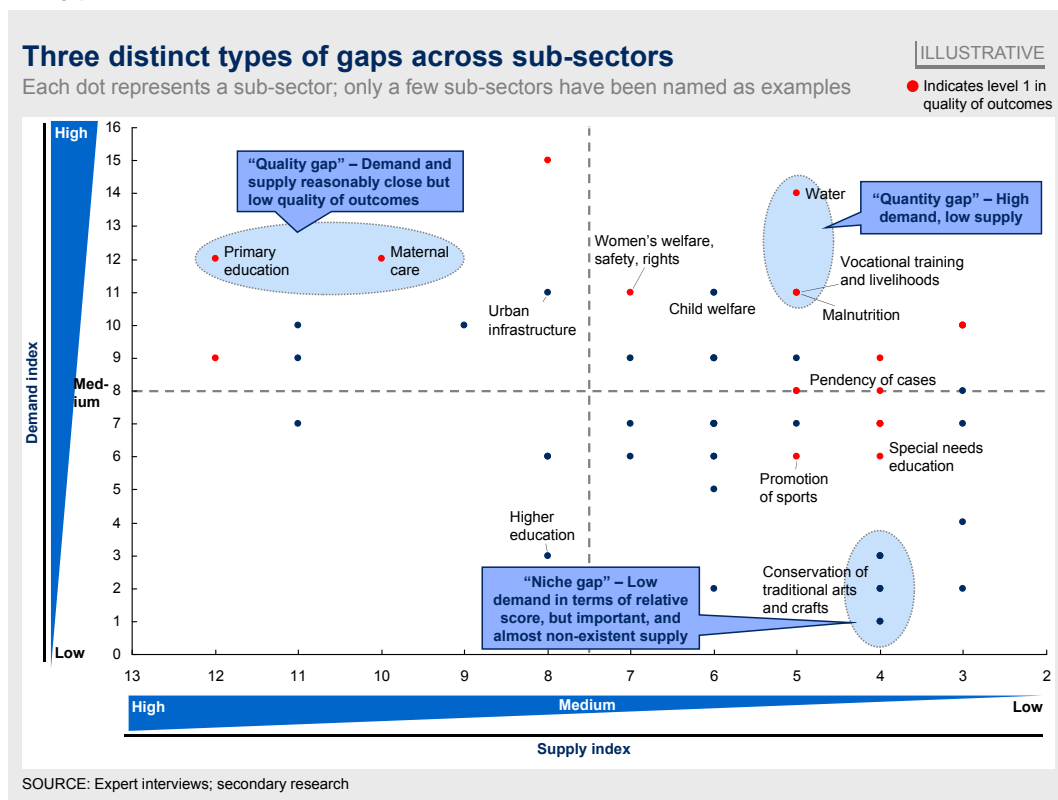 Three distinct types of gaps across sub-sectors
ILLUSTRATIVE
Each dot represents a sub-sector; only a few sub-sectors have been named as examples
Indicates level 1 in
quality of outcomes
High
Med-
ium
Low
Demand index
16
15
14
13
12
11
10
9
8
7
6
5
4
3
2
1
0
“Quality gap” – Demand and
supply reasonably close but
low quality of outcomes
Primary
education
Maternal
care
Urban
infrastructure
Women’s welfare,
safety, rights
Child welfare
Water
“Quantity gap” – High
demand, low supply
Vocational training
and livelihoods
Malnutrition
Pendency of cases
Special needs
education
Promotion
of sports
Higher
education
“Niche gap” – Low
demand in terms of relative
score, but important, and
almost non-existent supply
Conservation of
traditional arts
and crafts
13
12
11
10
9
8
7
6
5
4
3
2
High
Medium
Low
Supply index
SOURCE: Expert interviews; secondary research